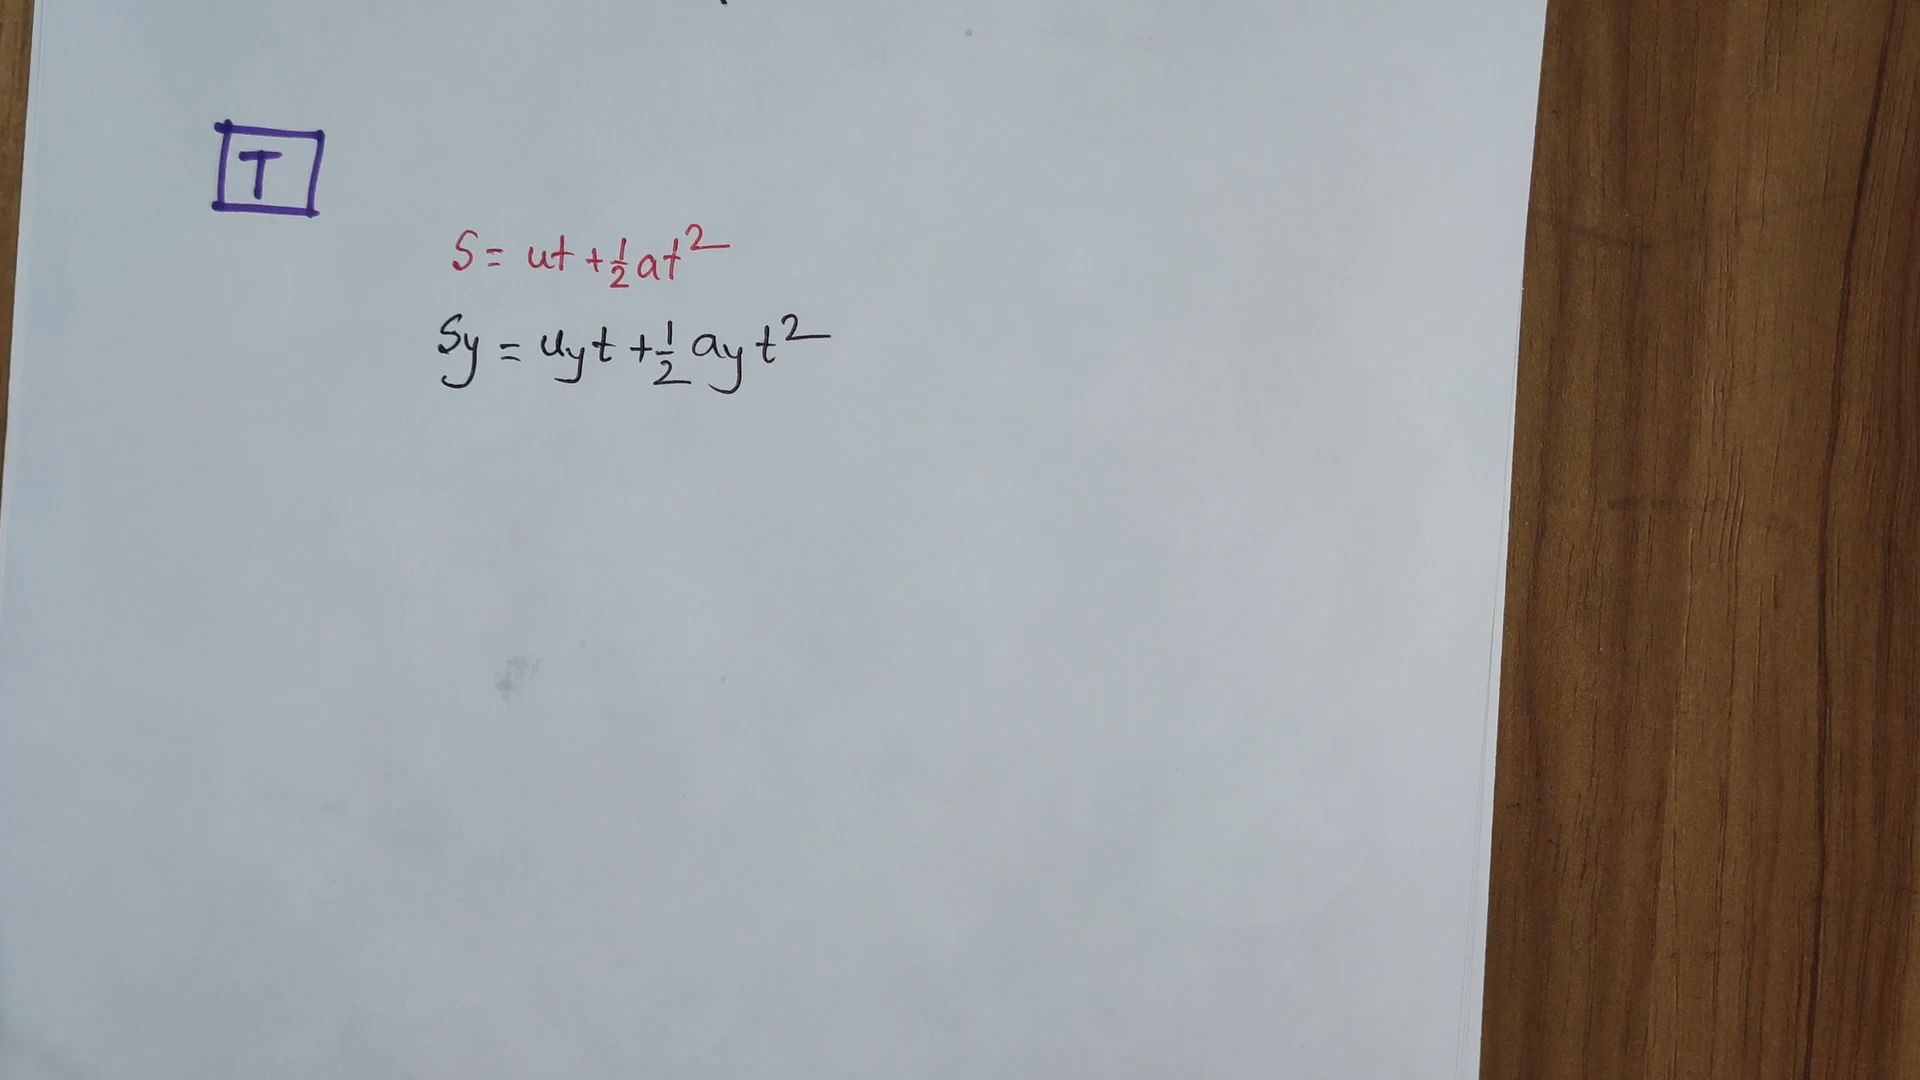 T
S = ut + ½at²
Sy = uyt + ½ayt²